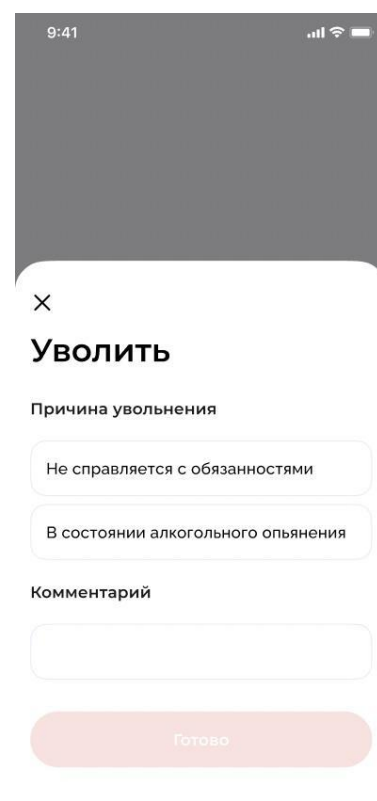 9:41
Уволить
Причина увольнения
Не справляется с обязанностями
В состоянии алкогольного опьянения
Комментарий
Готово